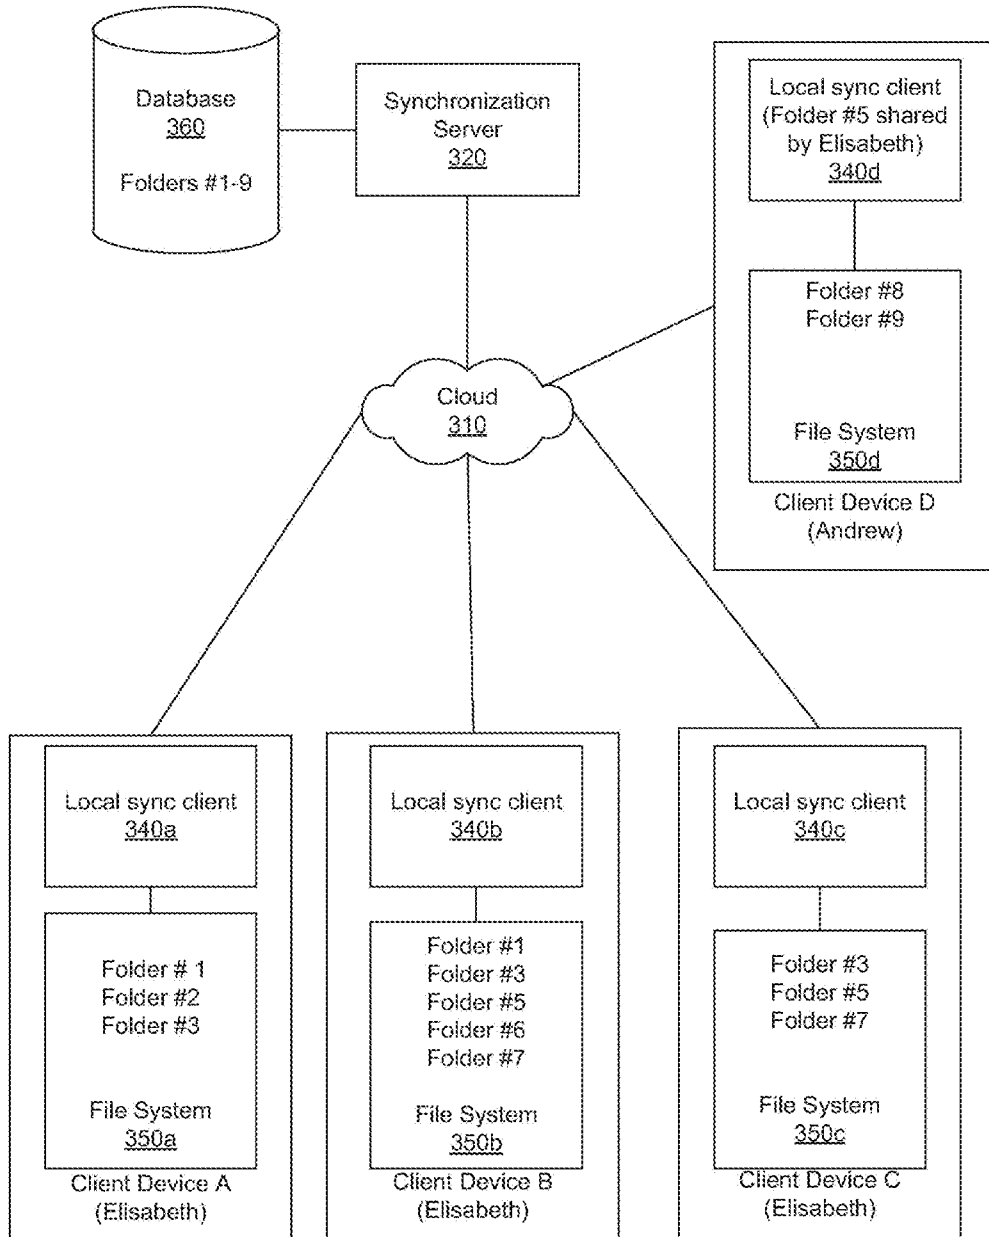 Database
360
Folders #1-9
Synchronization
Server
320
Local sync client
(Folder #5 shared
by Elisabeth)
340d
Folder #8
Folder #9
File System
350d
Client Device D
(Andrew)
Cloud
310
Local sync client
340a
Folder # 1
Folder #2
Folder #3
File System
350a
Client Device A
(Elisabeth)
Local sync client
340b
Folder #1
Folder #3
Folder #5
Folder #6
Folder #7
File System
350b
Client Device B
(Elisabeth)
Local sync client
340c
Folder #3
Folder #5
Folder #7
File System
350c
Client Device C
(Elisabeth)